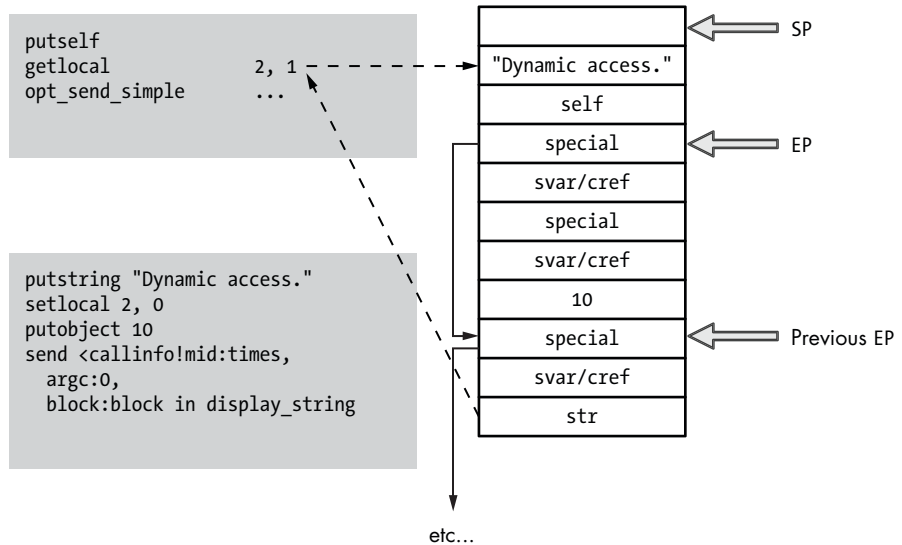 putself
getlocal 2, 1
opt_send_simple ...
putstring "Dynamic access."
setlocal 2, 0
putobject 10
send <callinfo!mid:times,
argc:0,
block:block in display_string
SP
"Dynamic access."
self
special
EP
svar/cref
special
svar/cref
10
special
Previous EP
svar/cref
str
etc...